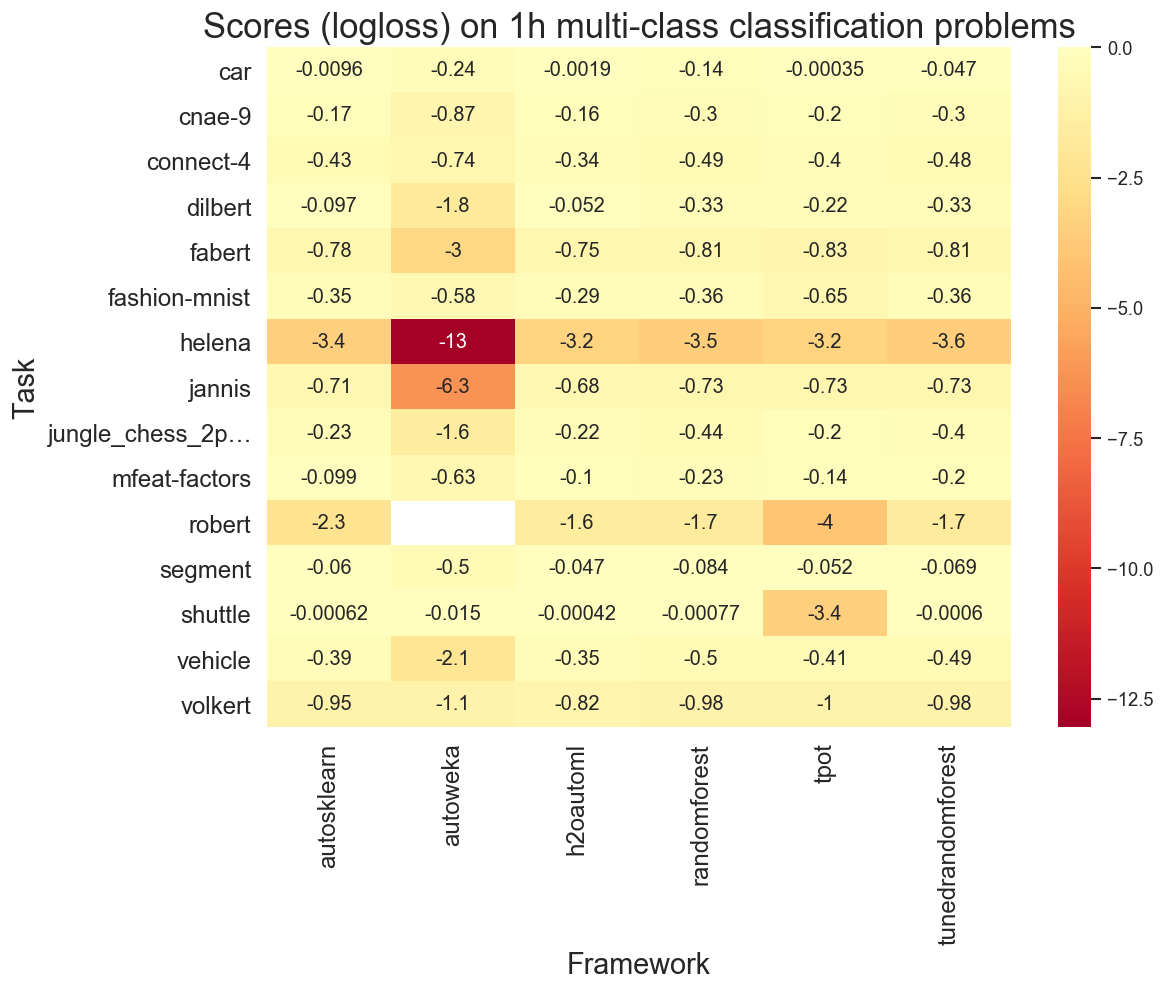 Scores (logloss) on 1h multi-class classification problems
Task
car -0.0096 -0.24 -0.0019 -0.14 -0.00035 -0.047
cnae-9 -0.17 -0.87 -0.16 -0.3 -0.2 -0.3
connect-4 -0.43 -0.74 -0.34 -0.49 -0.4 -0.48
dilbert -0.097 -1.8 -0.052 -0.33 -0.22 -0.33
fabert -0.78 -3 -0.75 -0.81 -0.83 -0.81
fashion-mnist -0.35 -0.58 -0.29 -0.36 -0.65 -0.36
helena -3.4 -13 -3.2 -3.5 -3.2 -3.6
jannis -0.71 -6.3 -0.68 -0.73 -0.73 -0.73
jungle_chess_2p… -0.23 -1.6 -0.22 -0.44 -0.2 -0.4
mfeat-factors -0.099 -0.63 -0.1 -0.23 -0.14 -0.2
robert -2.3 -1.6 -1.7 -4 -1.7
segment -0.06 -0.5 -0.047 -0.084 -0.052 -0.069
shuttle -0.00062 -0.015 -0.00042 -0.00077 -3.4 -0.0006
vehicle -0.39 -2.1 -0.35 -0.5 -0.41 -0.49
volkert -0.95 -1.1 -0.82 -0.98 -1 -0.98
autosklearn
autoweka
h2oautoml
randomforest
tpot
tunedrandomforest
Framework
0.0
−2.5
−5.0
−7.5
−10.0
−12.5